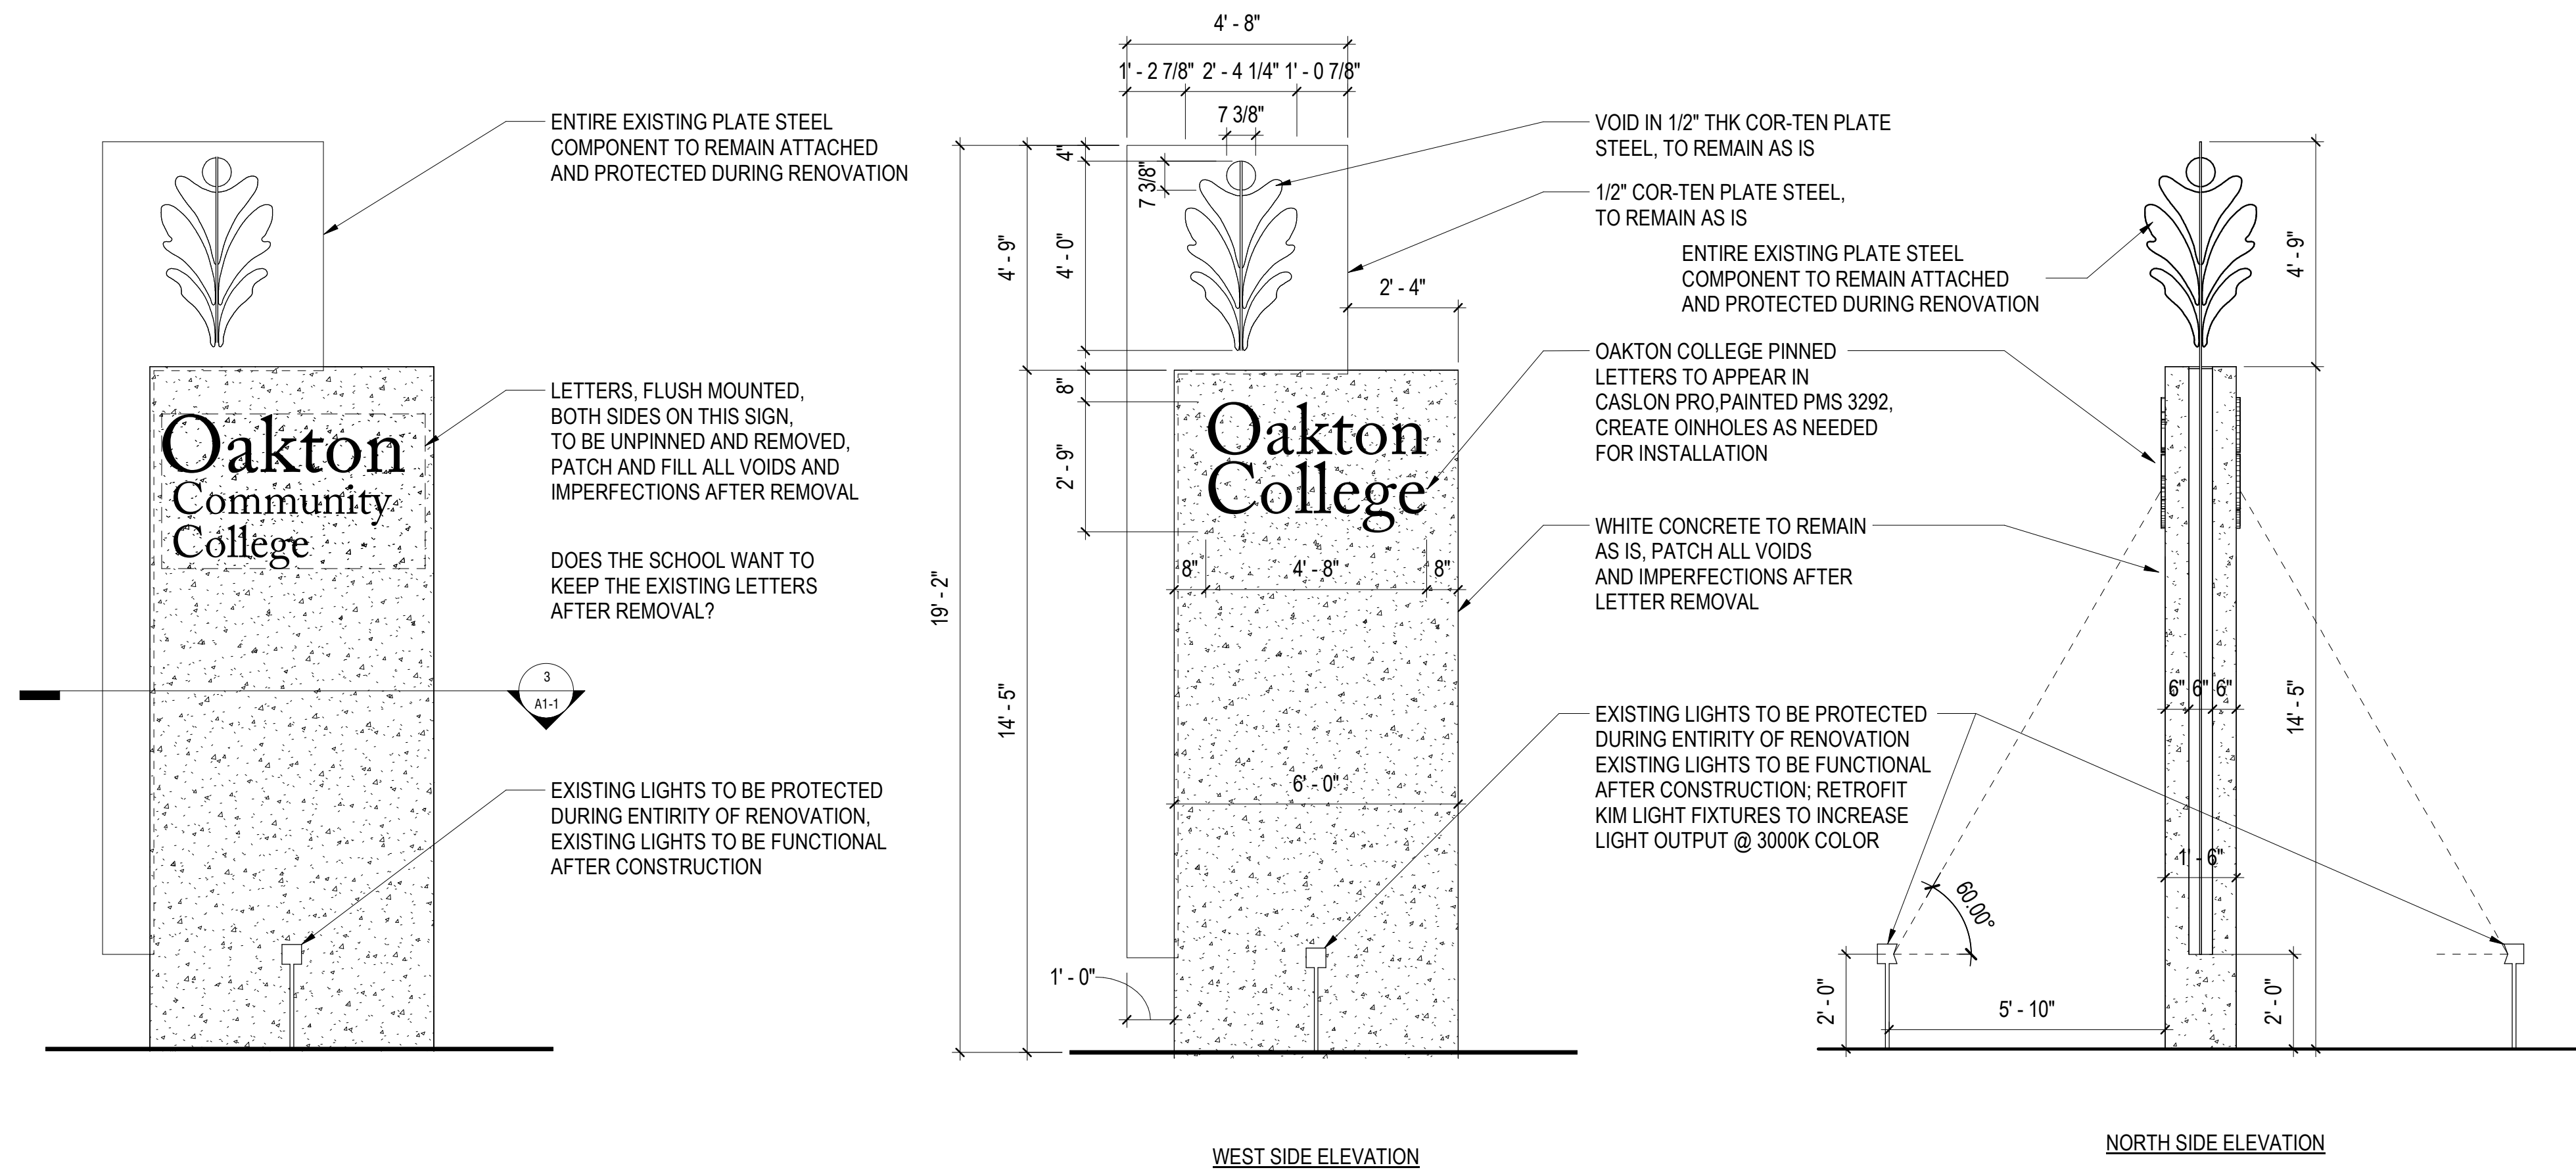 ENTIRE EXISTING PLATE STEEL
COMPONENT TO REMAIN ATTACHED
AND PROTECTED DURING RENOVATION
LETTERS, FLUSH MOUNTED,
BOTH SIDES ON THIS SIGN,
TO BE UNPINNED AND REMOVED,
PATCH AND FILL ALL VOIDS AND
IMPERFECTIONS AFTER REMOVAL
DOES THE SCHOOL WANT TO
KEEP THE EXISTING LETTERS
AFTER REMOVAL?
Oakton
Community
College
3
A1-1
EXISTING LIGHTS TO BE PROTECTED
DURING ENTIRITY OF RENOVATION,
EXISTING LIGHTS TO BE FUNCTIONAL
AFTER CONSTRUCTION
4' - 8"
1' - 2 7/8" 2' - 4 1/4" 1' - 0 7/8"
7 3/8"
4"
7 3/8"
4' - 0"
4' - 9"
2' - 4"
8"
2' - 9"
Oakton
College
8" 4' - 8" 8"
19' - 2"
14' - 5"
6' - 0"
1' - 0"
WEST SIDE ELEVATION
VOID IN 1/2" THK COR-TEN PLATE
STEEL, TO REMAIN AS IS
1/2" COR-TEN PLATE STEEL,
TO REMAIN AS IS
ENTIRE EXISTING PLATE STEEL
COMPONENT TO REMAIN ATTACHED
AND PROTECTED DURING RENOVATION
OAKTON COLLEGE PINNED
LETTERS TO APPEAR IN
CASLON PRO,PAINTED PMS 3292,
CREATE OINHOLES AS NEEDED
FOR INSTALLATION
WHITE CONCRETE TO REMAIN
AS IS, PATCH ALL VOIDS
AND IMPERFECTIONS AFTER
LETTER REMOVAL
EXISTING LIGHTS TO BE PROTECTED
DURING ENTIRITY OF RENOVATION
EXISTING LIGHTS TO BE FUNCTIONAL
AFTER CONSTRUCTION; RETROFIT
KIM LIGHT FIXTURES TO INCREASE
LIGHT OUTPUT @ 3000K COLOR
4' - 9"
6" 6" 6"
14' - 5"
1' - 6"
60.00°
2' - 0"
5' - 10"
2' - 0"
NORTH SIDE ELEVATION